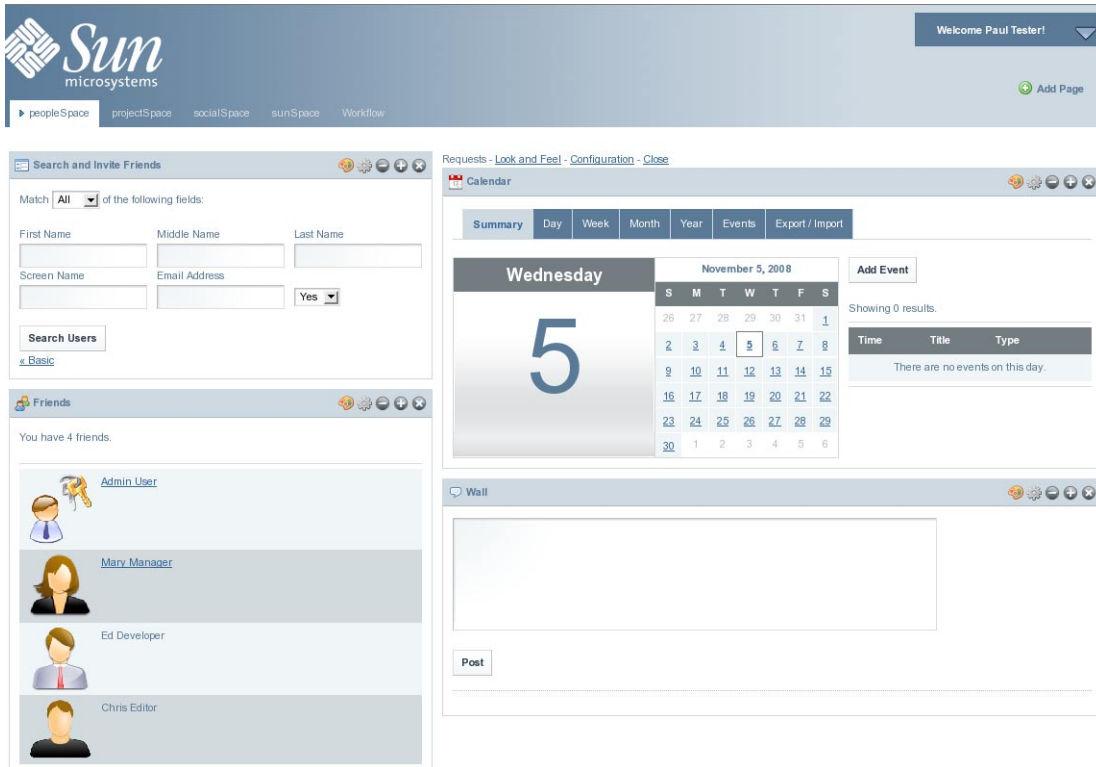 Sun
microsystems
Welcome Paul Tester!
Add Page
peopleSpace projectSpace socialSpace sunSpace Workflow
Search and Invite Friends
Match All of the following fields:
First Name Middle Name Last Name
Screen Name Email Address
Yes
Search Users
« Basic
Friends
You have 4 friends.
Admin User
Mary Manager
Ed Developer
Chris Editor
Requests - Look and Feel - Configuration - Close
Calendar
Summary Day Week Month Year Events Export / Import
Wednesday
5
November 5, 2008
S M T W T F S
26 27 28 29 30 31 1
2 3 4 5 6 7 8
9 10 11 12 13 14 15
16 17 18 19 20 21 22
23 24 25 26 27 28 29
30 1 2 3 4 5 6
Add Event
Showing 0 results.
Time Title Type
There are no events on this day.
Wall
Post